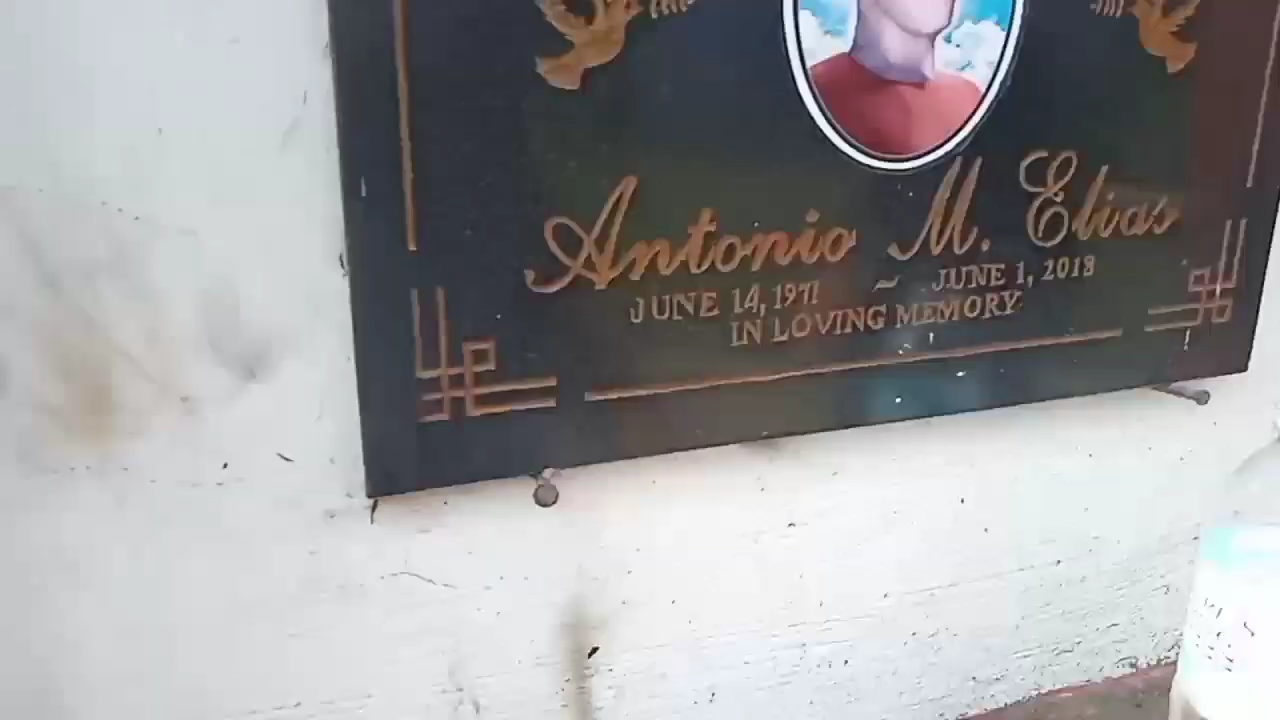 Antonio M. Elias
JUNE 14, 1971 ~ JUNE 1, 2018
IN LOVING MEMORY